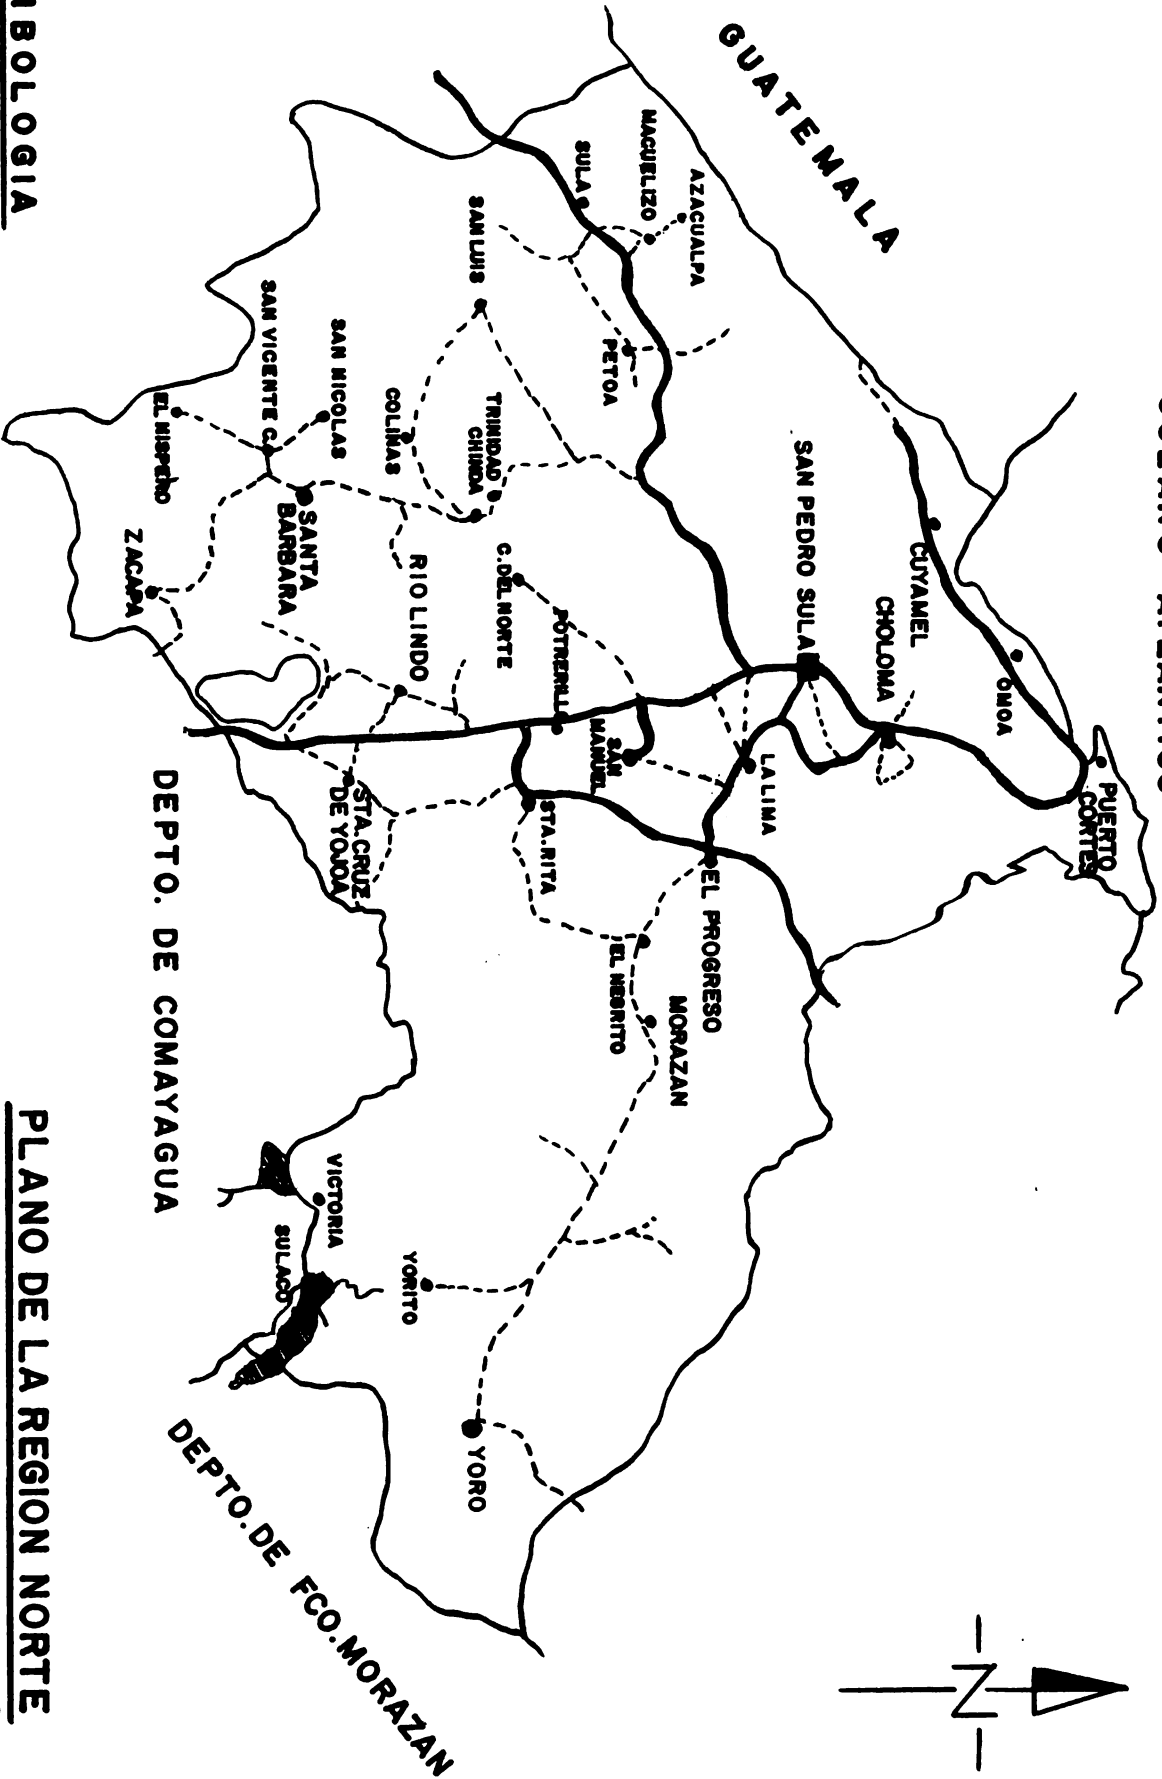 GUATEMALA
PUERTO
CORTES
OMOA
CUYAMEL
CHOLOMA
SAN PEDRO SULA
LA LIMA
AZACUALPA
MACUELIZO
SULA
PETOA
EL PROGRESO
MORAZAN
EL NEGRITO
SAN
MANUEL
POTRERILLO
C. DEL NORTE
STA. RITA
SAN LUIS
TRINIDAD
CHINDA
COLINAS
RIO LINDO
STA. CRUZ
DE YOJOA
SAN NICOLAS
SANTA
BARBARA
SAN VICENTE C.
EL NISPERO
ZACAPA
YORO
YORITO
VICTORIA
SULACO
DEPTO. DE COMAYAGUA
DEPTO. DE FCO. MORAZAN
N
PLANO DE LA REGION NORTE